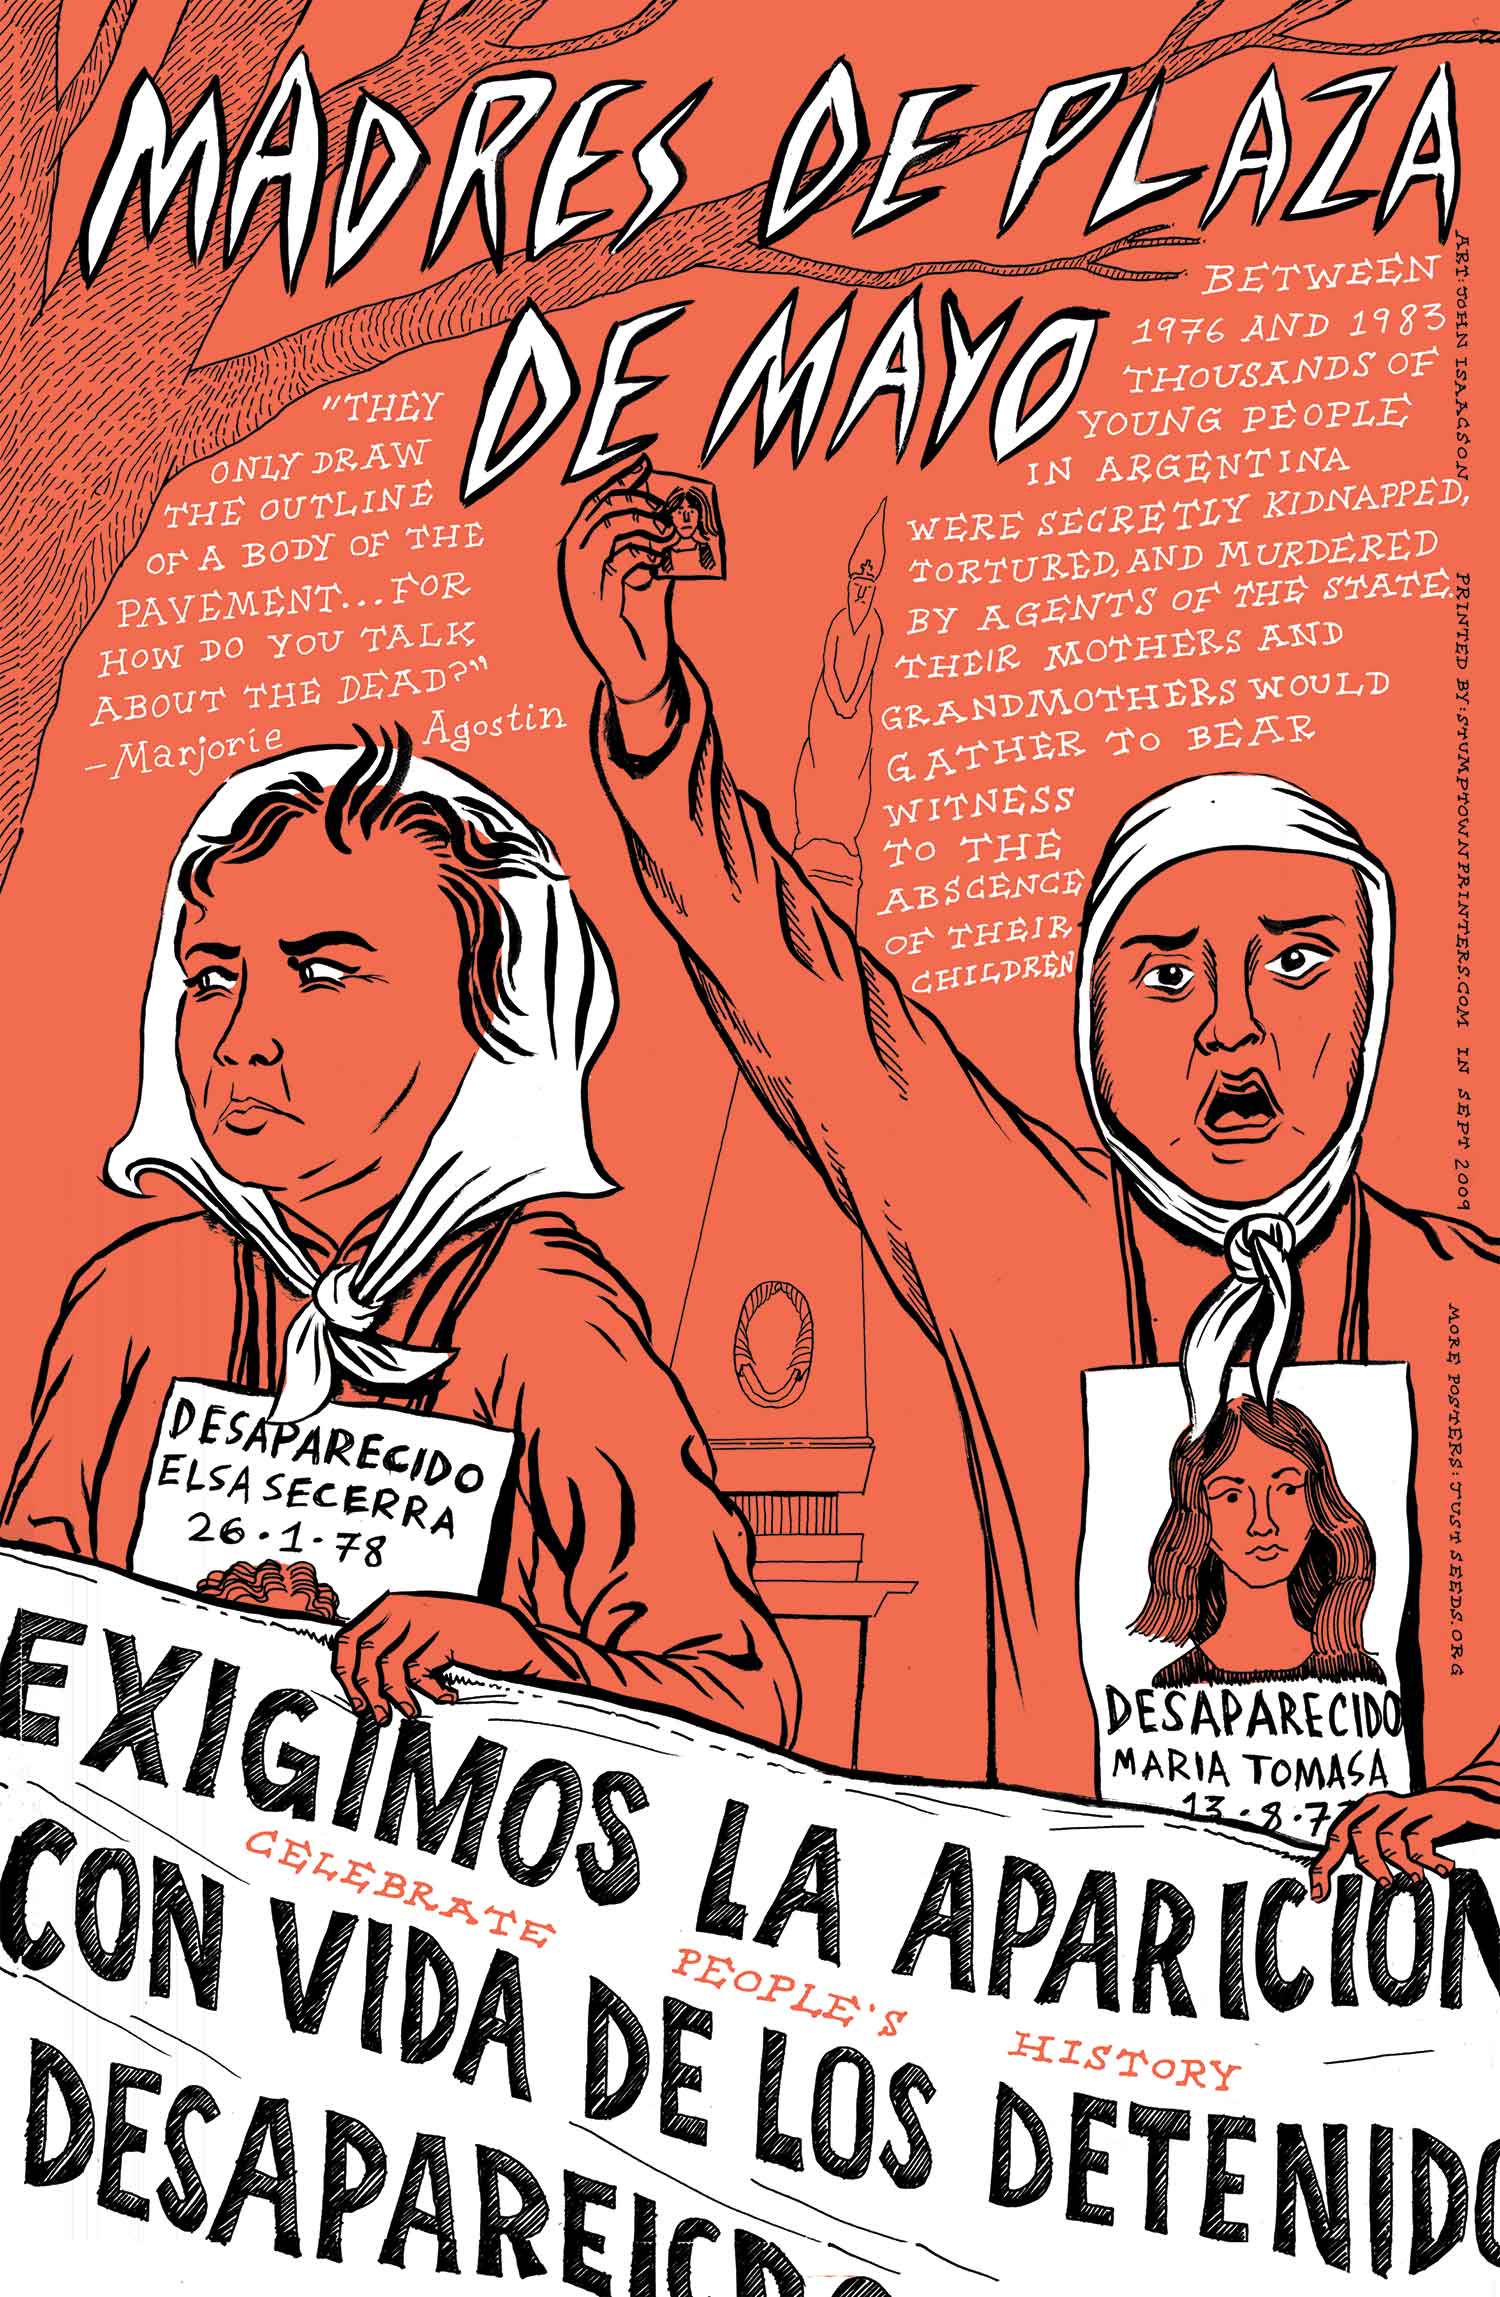 MADRES DE PLAZA
DE MAYO
"THEY
ONLY DRAW
THE OUTLINE
OF A BODY OF THE
PAVEMENT...FOR
HOW DO YOU TALK
ABOUT THE DEAD?"
-Marjorie Agostin
BETWEEN
1976 AND 1983
THOUSANDS OF
YOUNG PEOPLE
IN ARGENTINA
WERE SECRETLY KIDNAPPED,
TORTURED, AND MURDERED
BY AGENTS OF THE STATE.
THEIR MOTHERS AND
GRANDMOTHERS WOULD
GATHER TO BEAR
WITNESS
TO THE
ABSCENCE
OF THEIR
CHILDREN
ART: JOHN ISAACSON PRINTED BY: STUMPTOWNPRINTERS.COM IN SEPT 2009
MORE POSTERS: JUSTSEEDS.ORG
DESAPARECIDO
ELSA SECERRA
26·1·78
DESAPARECIDO
MARIA TOMASA
13·8·77
EXIGIMOS LA APARICION
CELEBRATE PEOPLE'S HISTORY
CON VIDA DE LOS DETENIDO
DESAPAREICDO